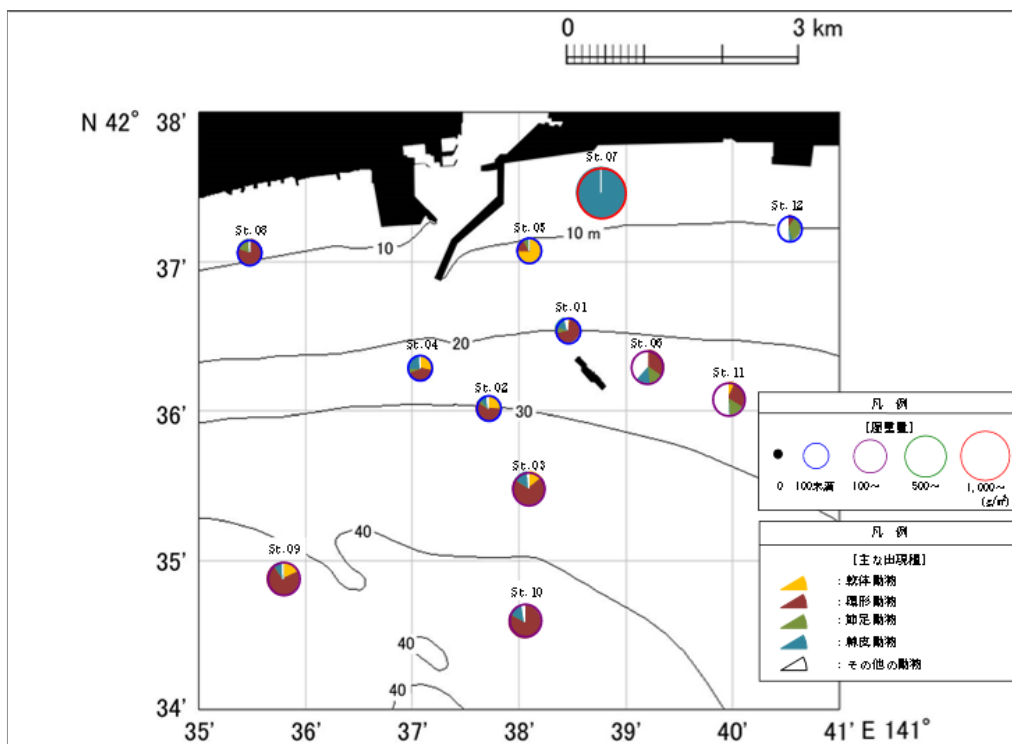 0 3 km
N 42°
38'
37'
36'
35'
34'
35' 36' 37' 38' 39' 40' 41' E 141°
St.07
St.12
St.08
St.05
10
10 m
St.01
St.04
20
St.06
St.11
St.02
30
St.03
St.09
40
St.10
40
40
凡 例
[湿重量]
0 100未満 100～ 500～ 1,000～
(g/㎡)
凡 例
[主な出現種]
：軟体動物
：環形動物
：節足動物
：棘皮動物
：その他の動物